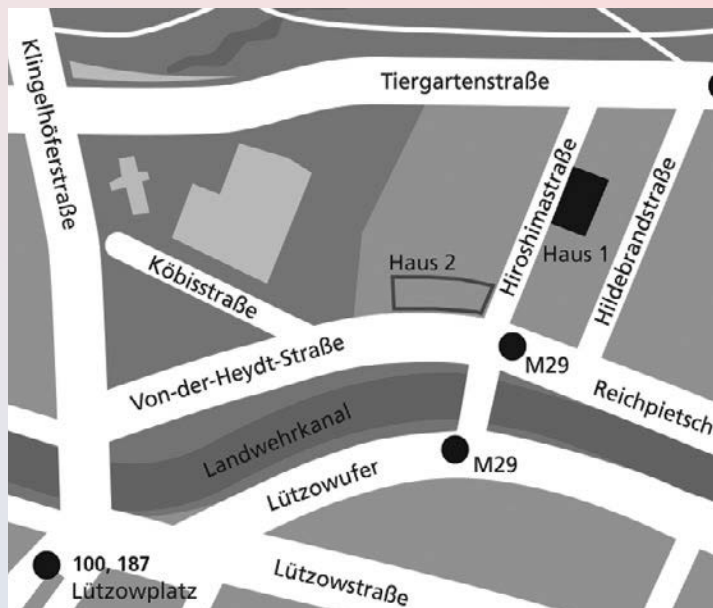 Klingelhöferstraße
Tiergartenstraße
Hiroshimastraße
Hildebrandstraße
Haus 1
Haus 2
Köbisstraße
Von-der-Heydt-Straße
M29
Reichpietsch
Landwehrkanal
M29
Lützowufer
100, 187
Lützowplatz
Lützowstraße